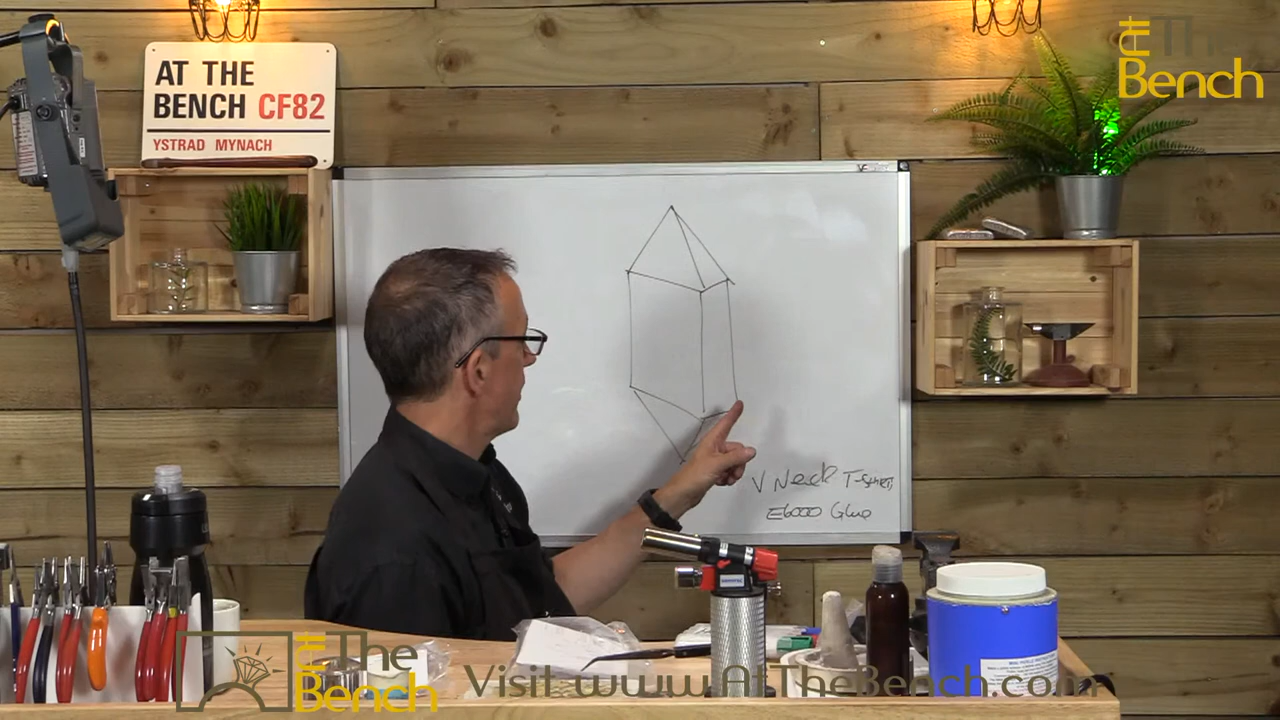 AT THE
BENCH CF82
YSTRAD MYNACH
At The
Bench
V Neck T-SHIRT
E6000 Glue
At The
Bench
Visit www.AtTheBench.com